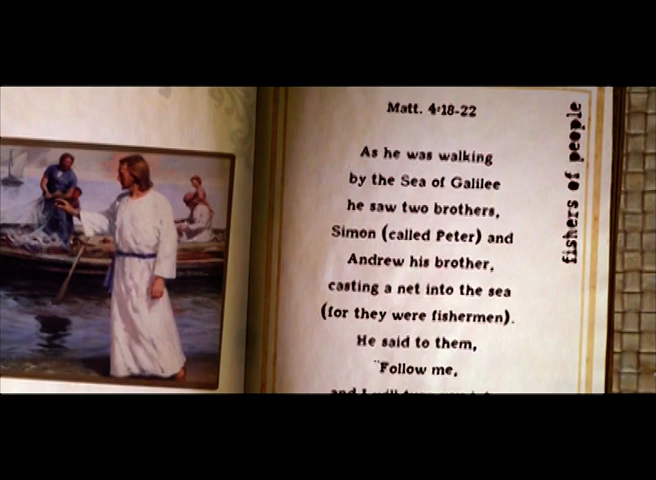 Matt. 4:18-22
As he was walking
by the Sea of Galilee
he saw two brothers,
Simon (called Peter) and
Andrew his brother,
casting a net into the sea
(for they were fishermen).
He said to them,
"Follow me,
and I will
fishers of people